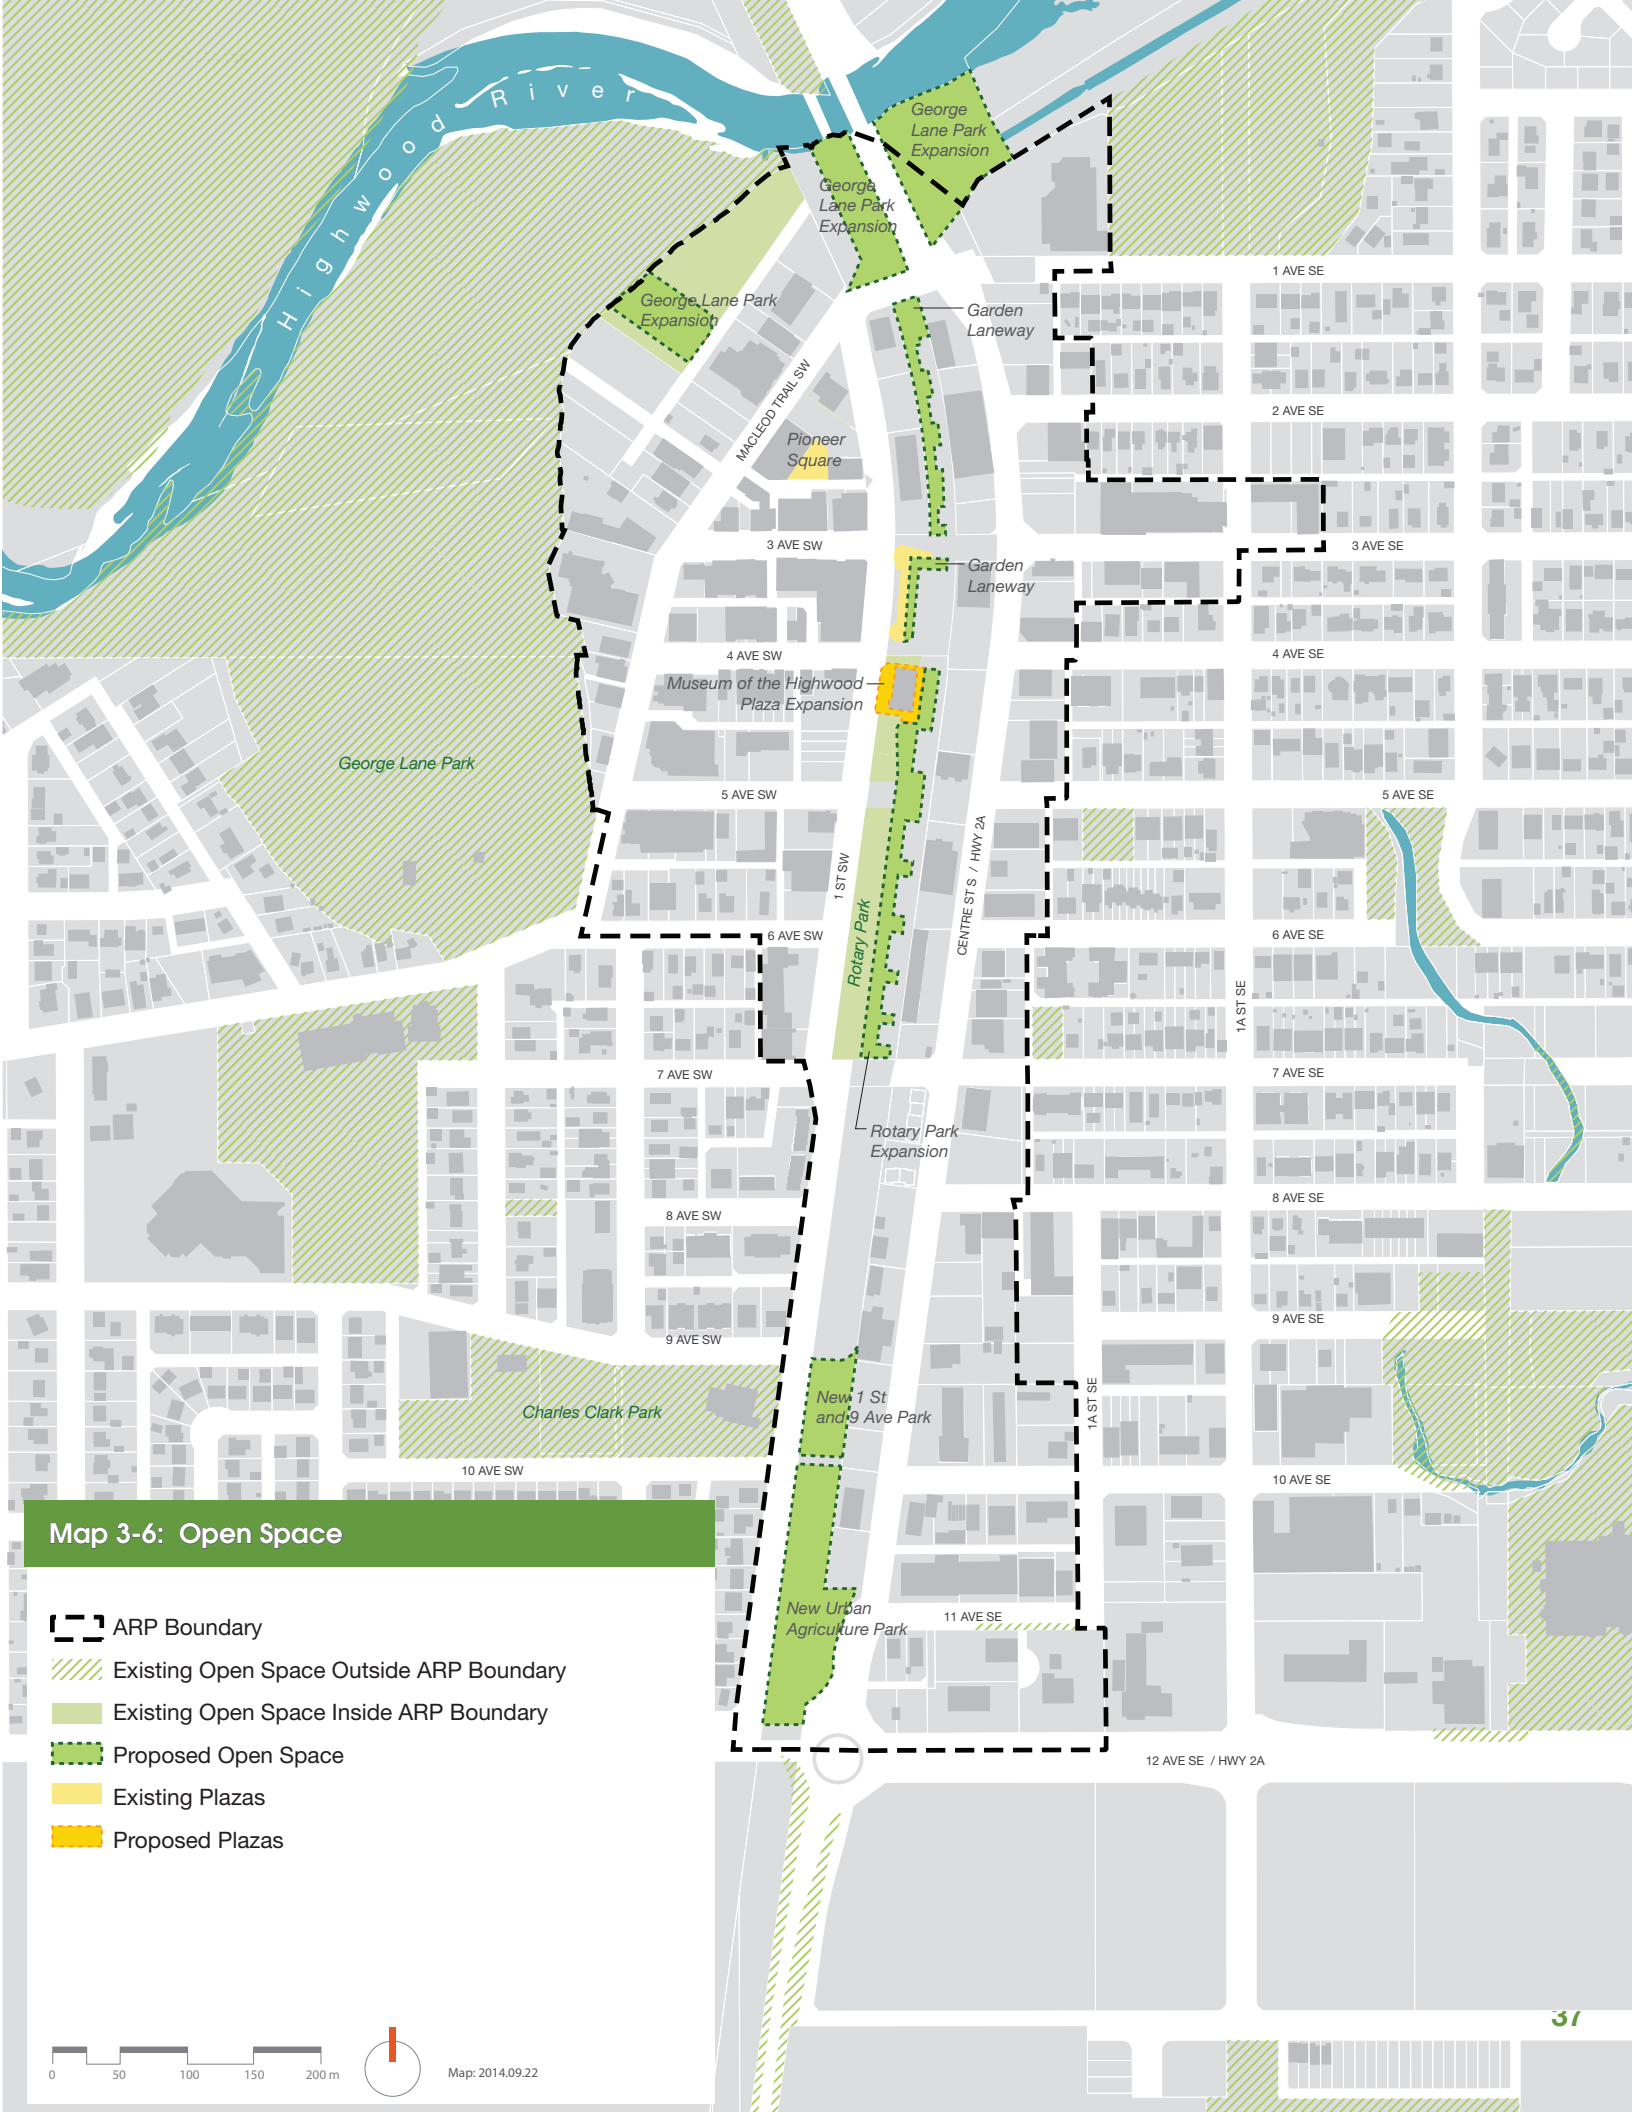 Highwood River
George
Lane Park
Expansion
George
Lane Park
Expansion
1 AVE SE
George Lane Park
Expansion
Garden
Laneway
MACLEOD TRAIL SW
2 AVE SE
Pioneer
Square
3 AVE SW
3 AVE SE
Garden
Laneway
4 AVE SW
4 AVE SE
Museum of the Highwood
Plaza Expansion
George Lane Park
5 AVE SW
5 AVE SE
1 ST SW
CENTRE ST S / HWY 2A
Rotary Park
6 AVE SW
6 AVE SE
1A ST SE
7 AVE SW
7 AVE SE
Rotary Park
Expansion
8 AVE SW
8 AVE SE
9 AVE SW
9 AVE SE
New 1 St
and 9 Ave Park
Charles Clark Park
1A ST SE
10 AVE SW
10 AVE SE
New Urban
Agriculture Park
11 AVE SE
12 AVE SE / HWY 2A
Map 3-6: Open Space
ARP Boundary
Existing Open Space Outside ARP Boundary
Existing Open Space Inside ARP Boundary
Proposed Open Space
Existing Plazas
Proposed Plazas
0 50 100 150 200 m
Map: 2014.09.22
37